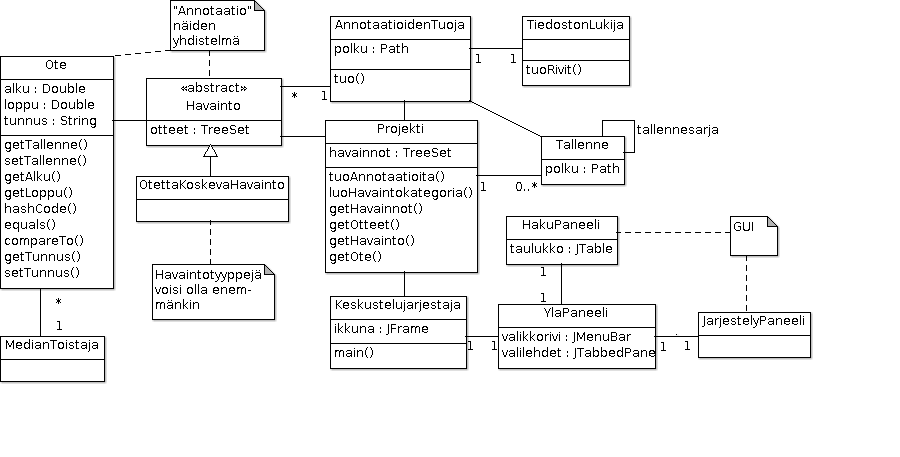 "Annotaatio"
näiden
yhdistelmä
Ote
alku : Double
loppu : Double
tunnus : String
getTallenne()
setTallenne()
getAlku()
getLoppu()
hashCode()
equals()
compareTo()
getTunnus()
setTunnus()
*
1
MedianToistaja
«abstract»
Havainto
otteet : TreeSet
*
1
OtettaKoskevaHavainto
Havaintotyyppejä
voisi olla enem-
mänkin
AnnotaatioidenTuoja
polku : Path
tuo()
1
1
TiedostonLukija
tuoRivit()
Projekti
havainnot : TreeSet
tuoAnnotaatioita()
luoHavaintokategoria()
getHavainnot()
getOtteet()
getHavainto()
getOte()
1
0..*
Tallenne
polku : Path
tallennesarja
HakuPaneeli
taulukko : JTable
1
1
GUI
Keskustelujarjestaja
ikkuna : JFrame
main()
1
1
YlaPaneeli
valikkorivi : JMenuBar
valilehdet : JTabbedPane
1
1
JarjestelyPaneeli